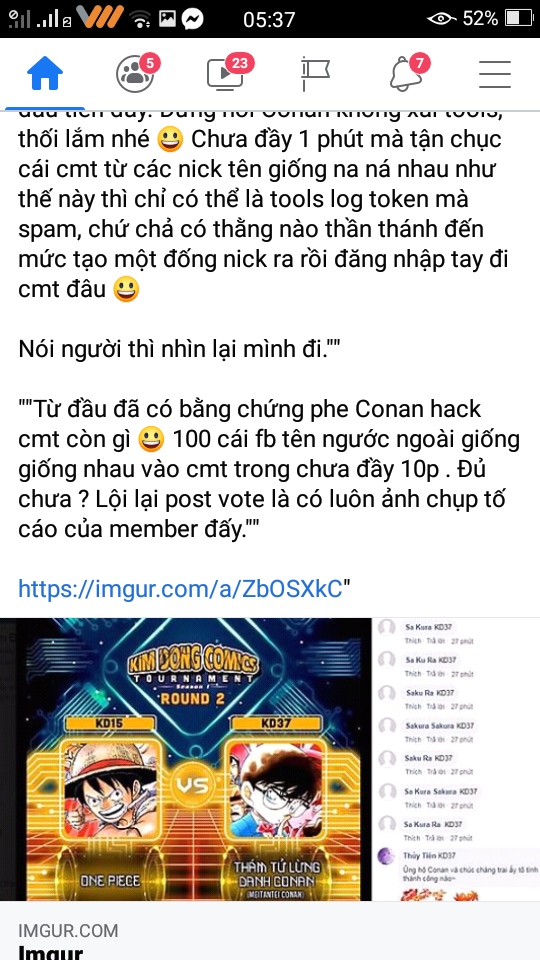 05:37
52%
5
23
7
đầu tiên đây. Đừng nói Conan không xài tools,
thối lắm nhé 😃 Chưa đầy 1 phút mà tận chục
cái cmt từ các nick tên giống na ná nhau như
thế này thì chỉ có thể là tools log token mà
spam, chứ chả có thằng nào thần thánh đến
mức tạo một đống nick ra rồi đăng nhập tay đi
cmt đâu 😃
Nói người thì nhìn lại mình đi.""
""Từ đầu đã có bằng chứng phe Conan hack
cmt còn gì 😃 100 cái fb tên ngước ngoài giống
giống nhau vào cmt trong chưa đầy 10p . Đủ
chưa ? Lội lại post vote là có luôn ảnh chụp tố
cáo của member đấy.""
https://imgur.com/a/ZbOSXkC"
KIM DONG COMICS
TOURNAMENT
Season 1
ROUND 2
KD15
KD37
VS
ONE PIECE
THÁM TỬ LỪNG
DANH CONAN
(MEITANTEI CONAN)
Sa Kura KD37
Thích · Trả lời · 27 phút
Sa Ku Ra KD37
Thích · Trả lời · 27 phút
Saku Ra KD37
Thích · Trả lời · 27 phút
Sakura Sakura KD37
Thích · Trả lời · 27 phút
Saku Ra KD37
Thích · Trả lời · 27 phút
Sa Kura Sakura KD37
Thích · Trả lời · 27 phút
Sa Kura Ra KD37
Thích · Trả lời · 27 phút
Thủy Tiên KD37
Ủng hộ Conan và chúc chàng trai ấy tỏ tình
thành công nào~
IMGUR.COM
Imgur